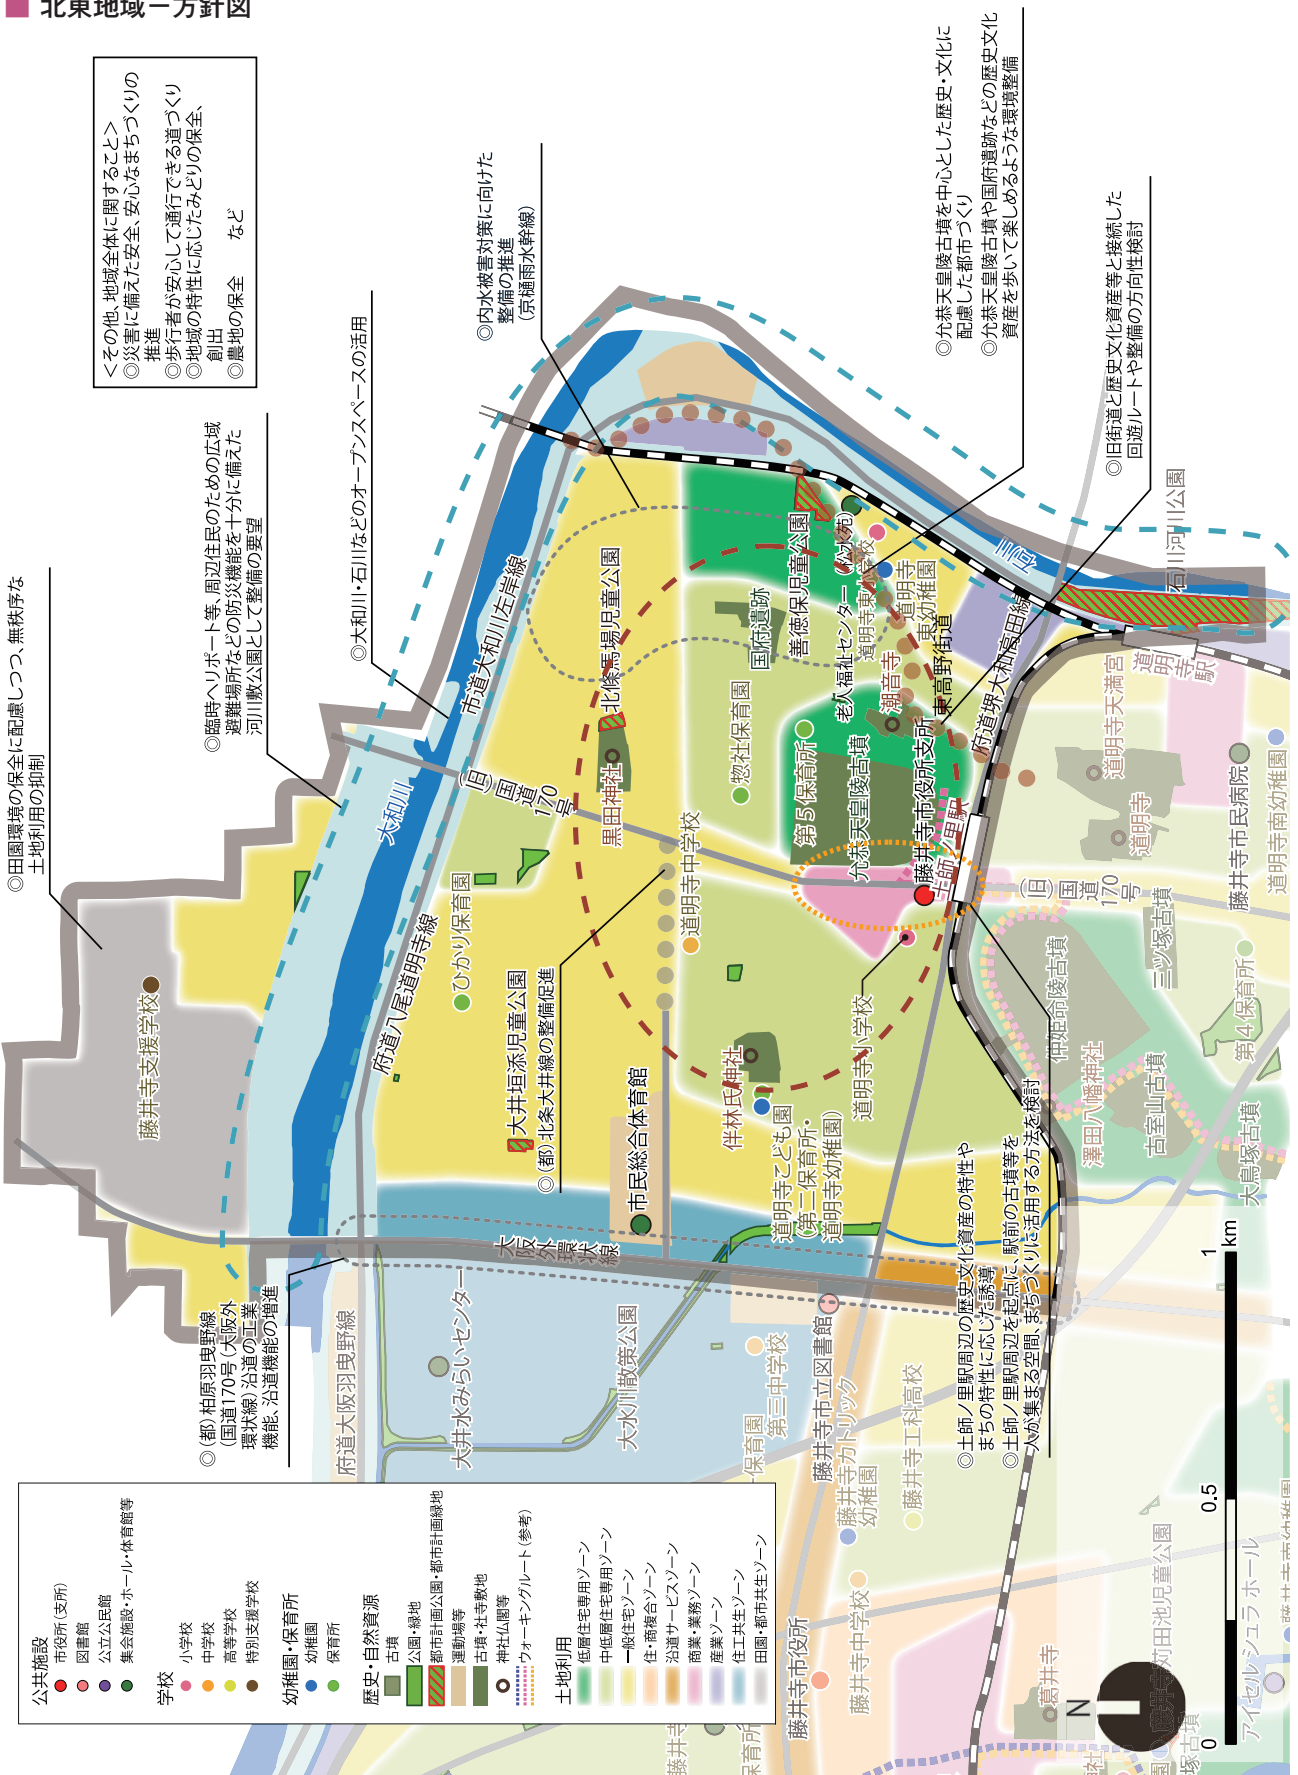 北東地域－方針図
＜その他、地域全体に関すること＞
◎災害に備えた安全、安心なまちづくりの
推進
◎歩行者が安心して通行できる道づくり
◎地域の特性に応じたみどりの保全、
創出
◎農地の保全　など
◎田園環境の保全に配慮しつつ、無秩序な
土地利用の抑制
◎臨時ヘリポート等、周辺住民のための広域
避難場所などの防災機能を十分に備えた
河川敷公園として整備の要望
◎大和川・石川などのオープンスペースの活用
◎内水被害対策に向けた
整備の推進
（京樋雨水幹線）
◎允恭天皇陵古墳を中心とした歴史・文化に
配慮した都市づくり
◎允恭天皇陵古墳や国府遺跡などの歴史文化
資産を歩いて楽しめるような環境整備
◎旧街道と歴史文化資産等と接続した
回遊ルートや整備の方向性検討
◎（都）柏原羽曳野線
（国道170号（大阪外
環状線）沿道の工業
機能、沿道機能の増進
◎（都）北条大井線の整備促進
◎土師ノ里駅周辺の歴史文化資産の特性や
まちの特性に応じた誘導
◎土師ノ里駅周辺を起点に、駅前の古墳等を
人が集まる空間、まちづくりに活用する方法を検討
藤井寺支援学校
大和川
市道大和川左岸線
府道八尾道明寺線
（旧）国道170号
ひかり保育園
北條馬場児童公園
黒田神社
大井垣添児童公園
市民総合体育館
道明寺中学校
惣社保育園
国府遺跡
善徳保児童公園
老人福祉センター（松水苑）
道明寺東小学校
道明寺
東幼稚園
潮音寺
東高野街道
第5保育所
允恭天皇陵古墳
藤井寺市役所支所
土師ノ里駅
府道堺大和高田線
石川
石川河川公園
道明寺駅
道明寺天満宮
道明寺
藤井寺市民病院
道明寺南幼稚園
（旧）国道170号
三ツ塚古墳
仲姫命陵古墳
第4保育所
澤田八幡神社
古室山古墳
大鳥塚古墳
道明寺小学校
伴林氏神社
道明寺こども園
（第二保育所・
道明寺幼稚園）
大阪外環状線
府道大阪羽曳野線
大井水みらいセンター
大水川散策公園
第三中学校
保育園
藤井寺市立図書館
藤井寺カトリック
幼稚園
藤井寺工科高校
藤井寺市役所
藤井寺中学校
葛井寺
苅田池児童公園
アイセルシュラ ホール
塚古墳
公共施設
市役所（支所）
図書館
公立公民館
集会施設・ホール・体育館等
学校
小学校
中学校
高等学校
特別支援学校
幼稚園・保育所
幼稚園
保育所
歴史・自然資源
古墳
公園・緑地
都市計画公園・都市計画緑地
運動場等
古墳・社寺敷地
神社仏閣等
ウォーキングルート（参考）
土地利用
低層住宅専用ゾーン
中低層住宅専用ゾーン
一般住宅ゾーン
住・商複合ゾーン
沿道サービスゾーン
商業・業務ゾーン
産業ゾーン
住工共生ゾーン
田園・都市共生ゾーン
N
0
0.5
1
km